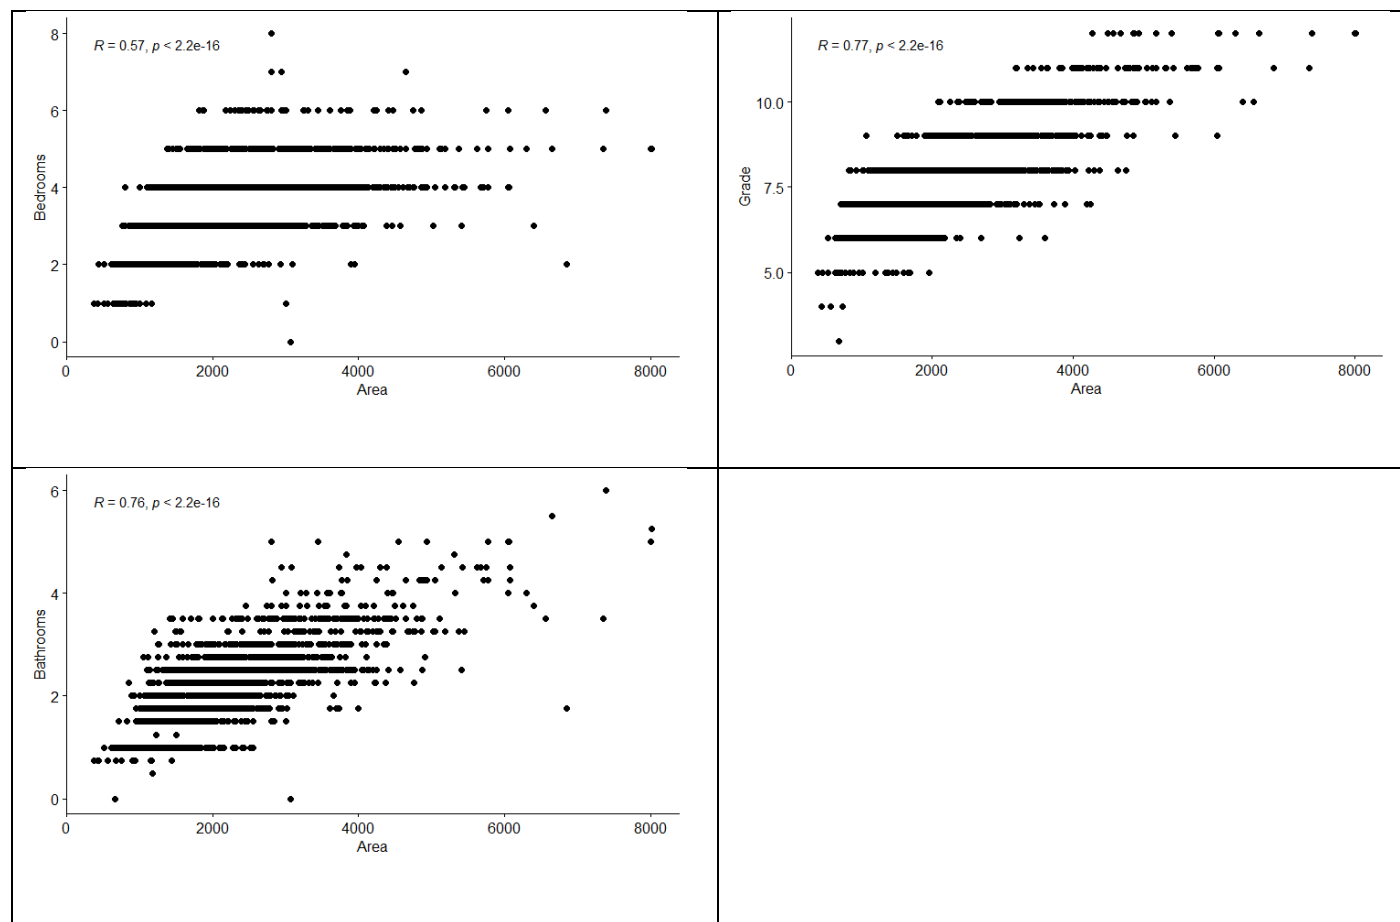 R = 0.57, p < 2.2e-16
8
6
4
2
0
Bedrooms
0 2000 4000 6000 8000
Area
R = 0.77, p < 2.2e-16
10.0
7.5
5.0
Grade
0 2000 4000 6000 8000
Area
R = 0.76, p < 2.2e-16
6
4
2
0
Bathrooms
0 2000 4000 6000 8000
Area